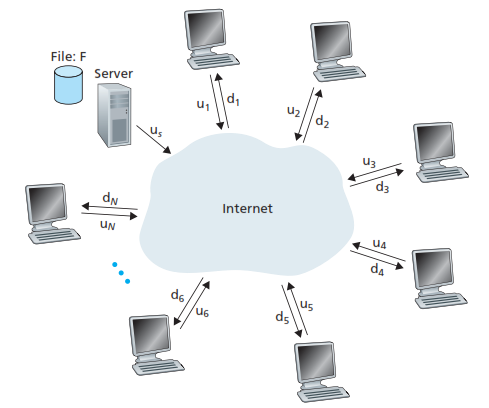 File: F
Server
u1
d1
u2
d2
us
u3
d3
dN
uN
Internet
u4
d4
d6
u6
u5
d5